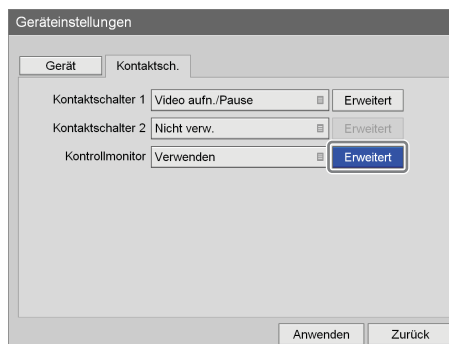 Geräteinstellungen
Gerät Kontaktsch.
Kontaktschalter 1 Video aufn./Pause Erweitert
Kontaktschalter 2 Nicht verw. Erweitert
Kontrollmonitor Verwenden Erweitert
Anwenden Zurück